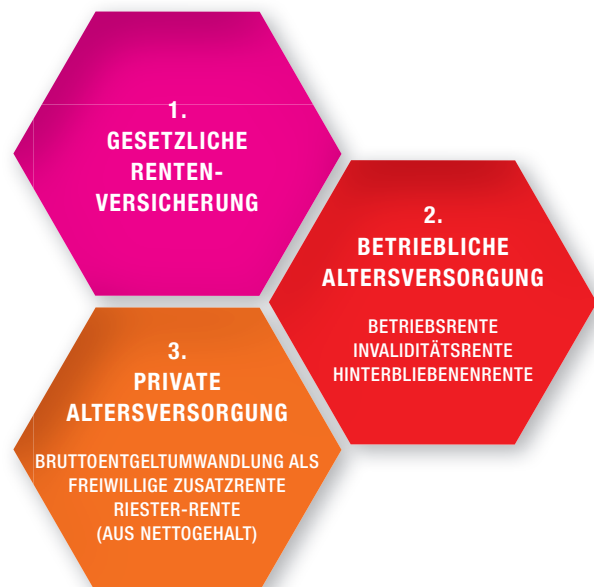 1.
GESETZLICHE
RENTEN-
VERSICHERUNG
2.
BETRIEBLICHE
ALTERSVERSORGUNG
BETRIEBSRENTE
INVALIDITÄTSRENTE
HINTERBLIEBENENRENTE
3.
PRIVATE
ALTERSVERSORGUNG
BRUTTOENTGELTUMWANDLUNG ALS
FREIWILLIGE ZUSATZRENTE
RIESTER-RENTE
(AUS NETTOGEHALT)